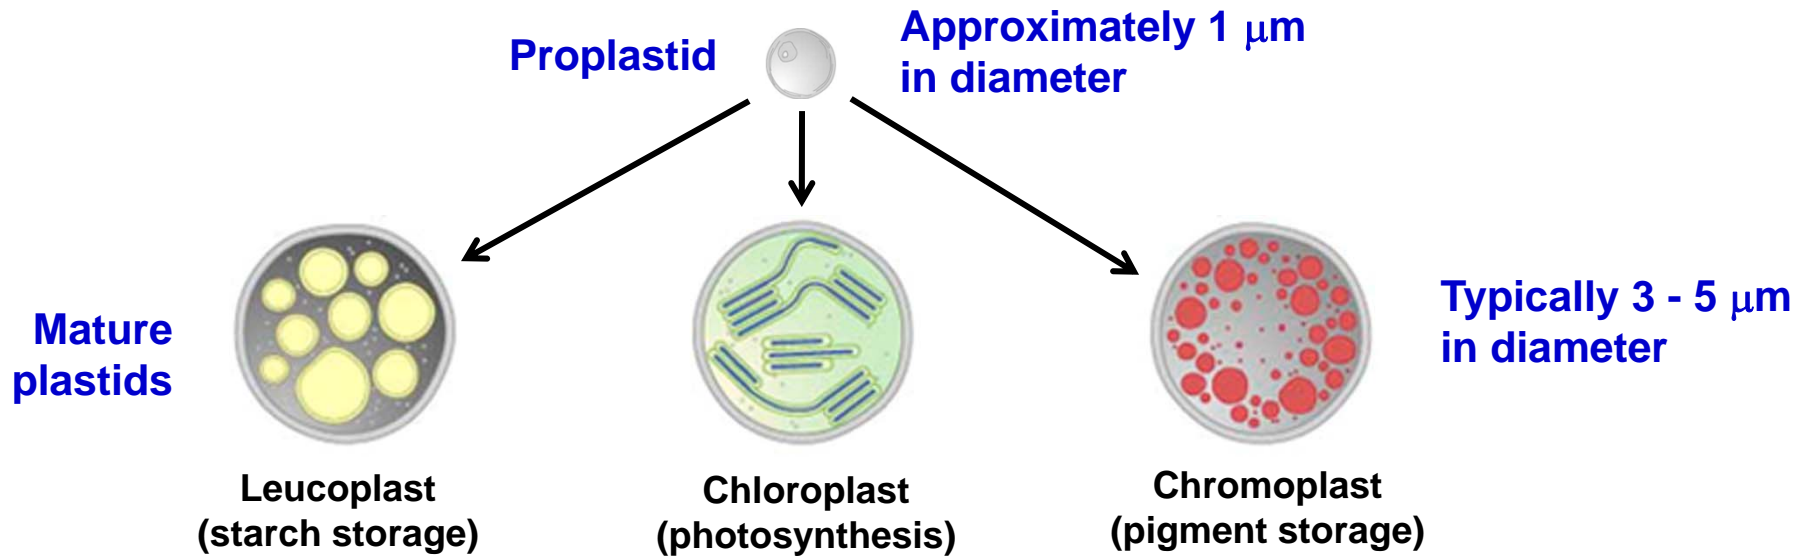 Proplastid
Approximately 1 μm
in diameter
Mature
plastids
Typically 3 - 5 μm
in diameter
Leucoplast
(starch storage)
Chloroplast
(photosynthesis)
Chromoplast
(pigment storage)